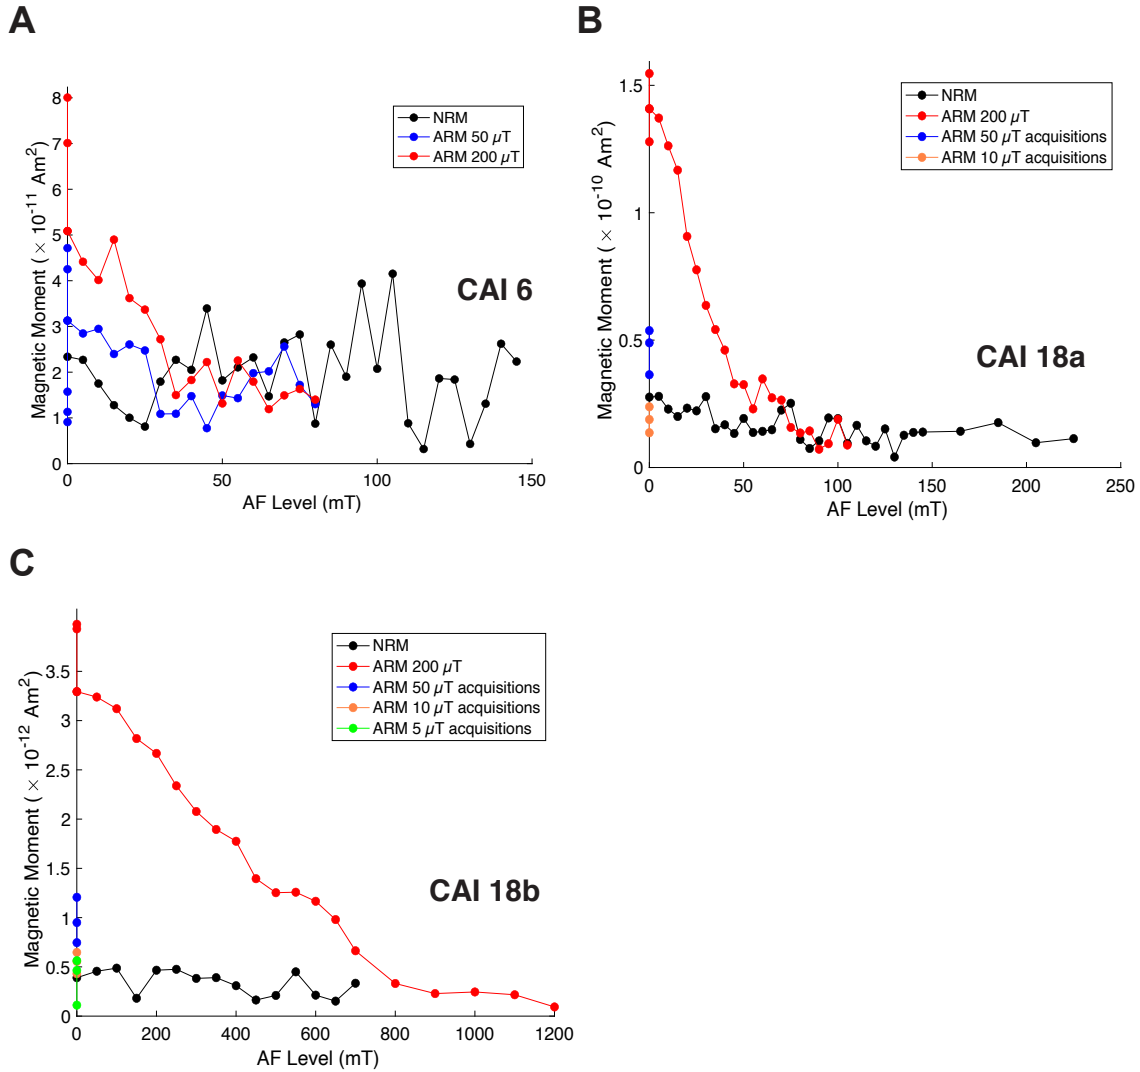 A
8
7
6
5
4
3
2
1
0
0
50
100
150
Magnetic Moment ( × 10-11 Am2)
AF Level (mT)
NRM
ARM 50 µT
ARM 200 µT
CAI 6
B
1.5
1
0.5
0
0
50
100
150
200
250
Magnetic Moment ( × 10-10 Am2)
AF Level (mT)
NRM
ARM 200 µT
ARM 50 µT acquisitions
ARM 10 µT acquisitions
CAI 18a
C
3.5
3
2.5
2
1.5
1
0.5
0
0
200
400
600
800
1000
1200
Magnetic Moment ( × 10-12 Am2)
AF Level (mT)
NRM
ARM 200 µT
ARM 50 µT acquisitions
ARM 10 µT acquisitions
ARM 5 µT acquisitions
CAI 18b